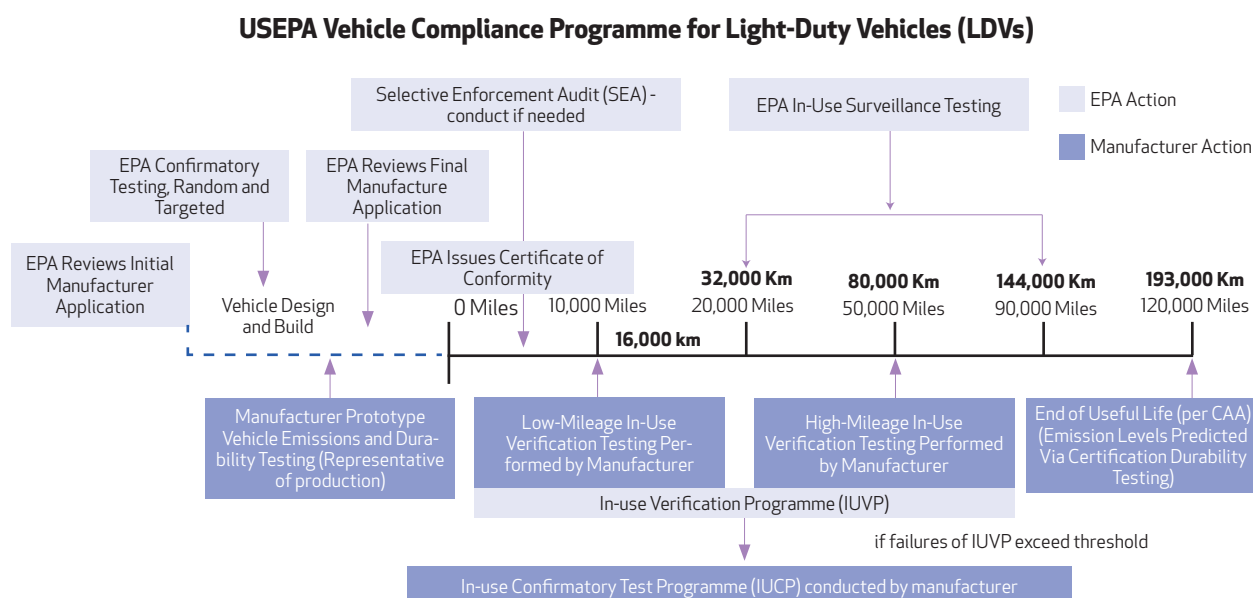 USEPA Vehicle Compliance Programme for Light-Duty Vehicles (LDVs)
Selective Enforcement Audit (SEA) -
conduct if needed
EPA In-Use Surveillance Testing
EPA Action
Manufacturer Action
EPA Confirmatory
Testing, Random and
Targeted
EPA Reviews Final
Manufacture
Application
EPA Reviews Initial
Manufacturer
Application
EPA Issues Certificate of
Conformity
Vehicle Design
and Build
0 Miles
10,000 Miles
16,000 km
32,000 Km
20,000 Miles
80,000 Km
50,000 Miles
144,000 Km
90,000 Miles
193,000 Km
120,000 Miles
Manufacturer Prototype
Vehicle Emissions and Dura-
bility Testing (Representative
of production)
Low-Mileage In-Use
Verification Testing Per-
formed by Manufacturer
High-Mileage In-Use
Verification Testing Performed
by Manufacturer
End of Useful Life (per CAA)
(Emission Levels Predicted
Via Certification Durability
Testing)
In-use Verification Programme (IUVP)
if failures of IUVP exceed threshold
In-use Confirmatory Test Programme (IUCP) conducted by manufacturer